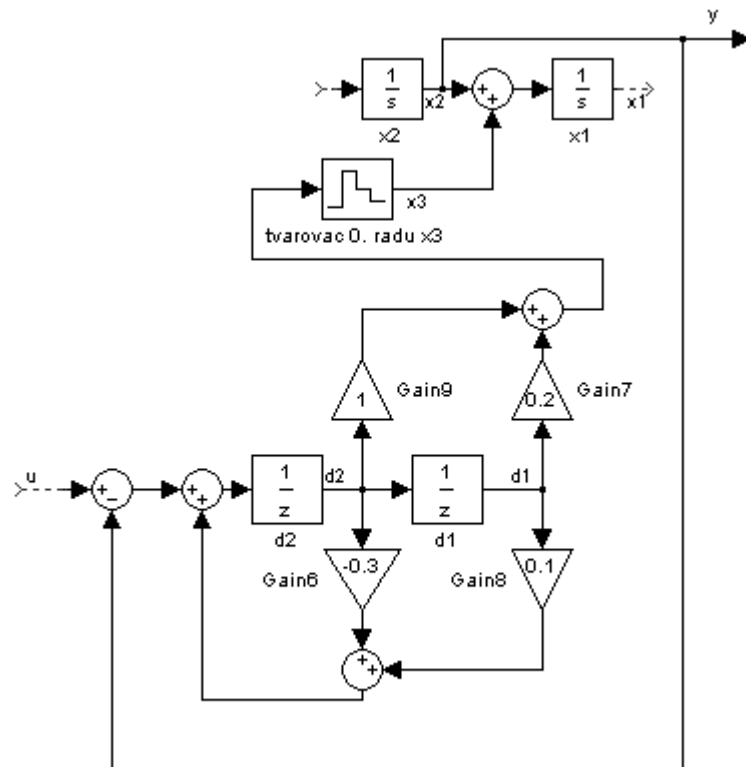 y
1
s
x2
+
+
1
s
x1
x2
x1
x3
tvarovac 0. radu x3
+
+
1
Gain9
0.2
Gain7
u
+
-
+
+
1
z
d2
1
z
d1
d2
d1
-0.3
Gain6
0.1
Gain8
+
+